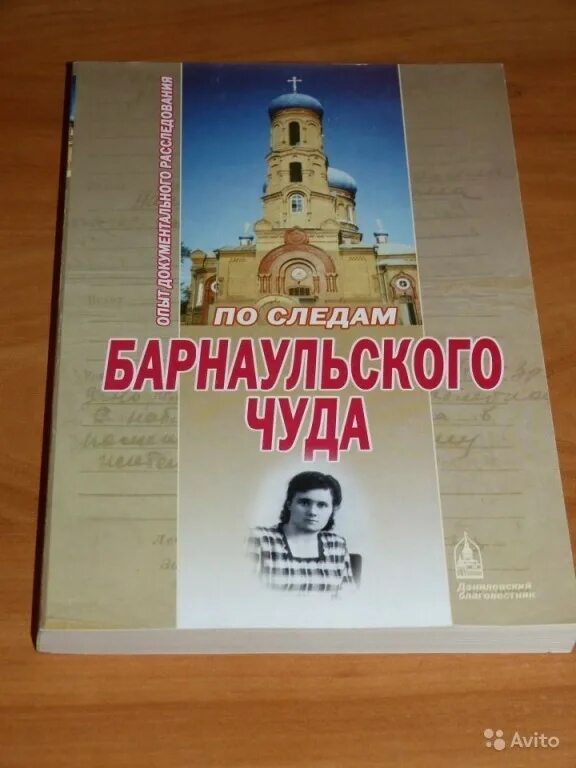 ОПЫТ ДОКУМЕНТАЛЬНОГО РАССЛЕДОВАНИЯ
ПО СЛЕДАМ
БАРНАУЛЬСКОГО
ЧУДА
Даниловский
благовестник
Avito